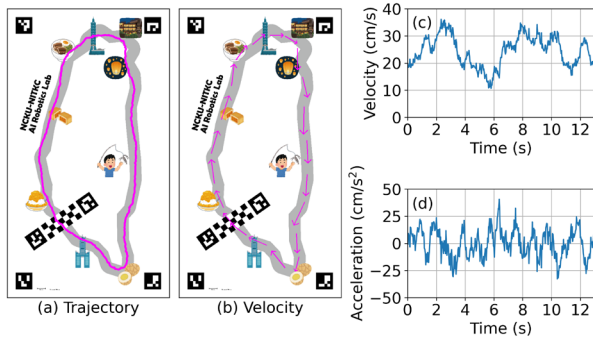 NCKU-NITKC
AI Robotics Lab
(a) Trajectory
NCKU-NITKC
AI Robotics Lab
(b) Velocity
(c)
Velocity (cm/s)
40
30
20
10
0
0 2 4 6 8 10 12
Time (s)
(d)
Acceleration (cm/s²)
50
25
0
−25
−50
0 2 4 6 8 10 12
Time (s)